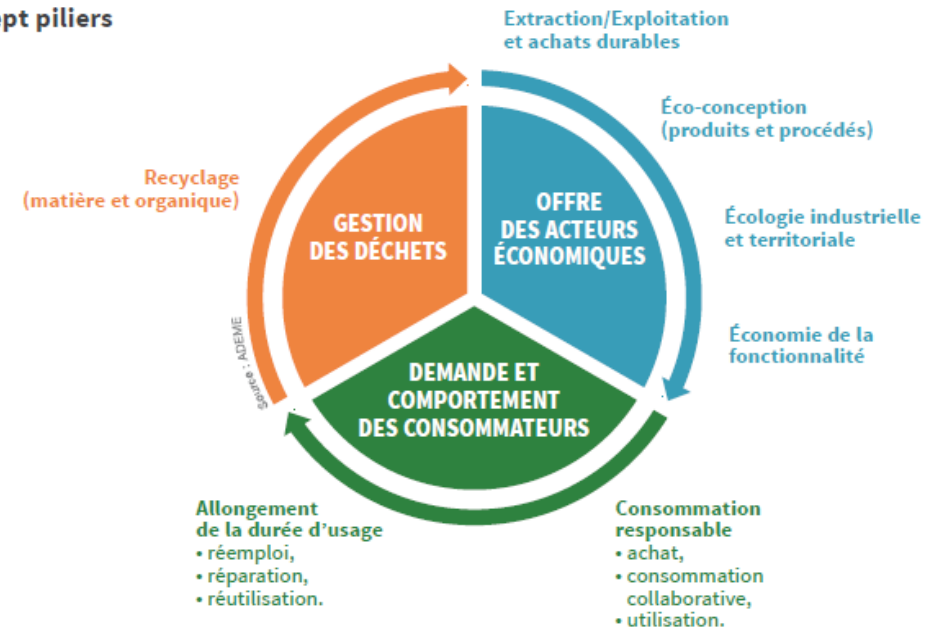 ept piliers
Extraction/Exploitation
et achats durables
Éco-conception
(produits et procédés)
Écologie industrielle
et territoriale
Économie de la
fonctionnalité
Recyclage
(matière et organique)
GESTION
DES DÉCHETS
OFFRE
DES ACTEURS
ÉCONOMIQUES
DEMANDE ET
COMPORTEMENT
DES CONSOMMATEURS
Source : ADEME
Allongement
de la durée d’usage
• réemploi,
• réparation,
• réutilisation.
Consommation
responsable
• achat,
• consommation
collaborative,
• utilisation.